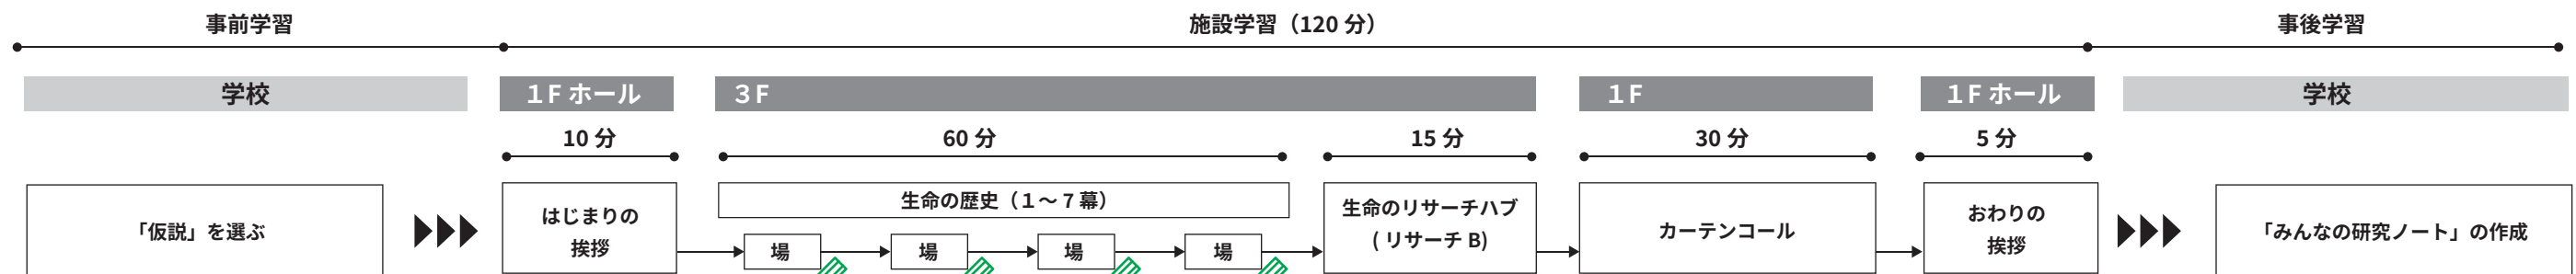 事前学習
施設学習（120 分）
事後学習
学校
1F ホール
3F
1F
1F ホール
学校
10 分
60 分
15 分
30 分
5 分
「仮説」を選ぶ
はじまりの
挨拶
生命の歴史（１～７幕）
場
場
場
場
生命のリサーチハブ
( リサーチ B)
カーテンコール
おわりの
挨拶
「みんなの研究ノート」の作成